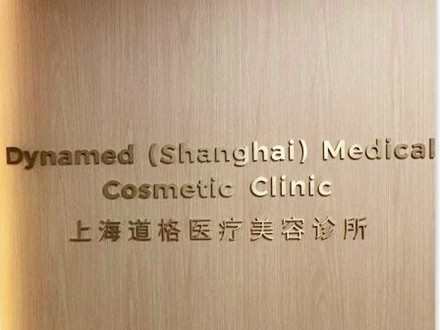 Dynamed (Shanghai) Medical
Cosmetic Clinic
上海道格医疗美容诊所